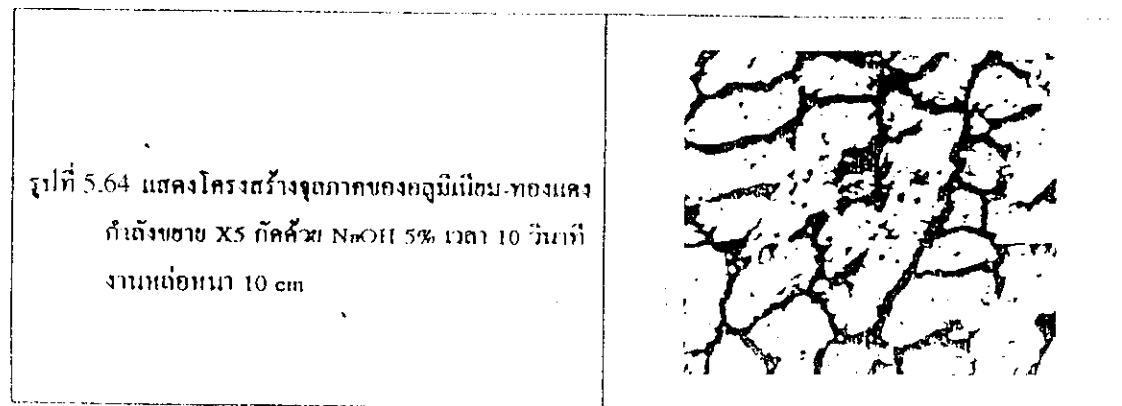 รูปที่ 5.64 แสดงโครงสร้างจุลภาคของอลูมิเนียม-ทองแดง
กำลังขยาย X5 กัดด้วย NaOH 5% เวลา 10 วินาที
งานหล่อหนา 10 cm